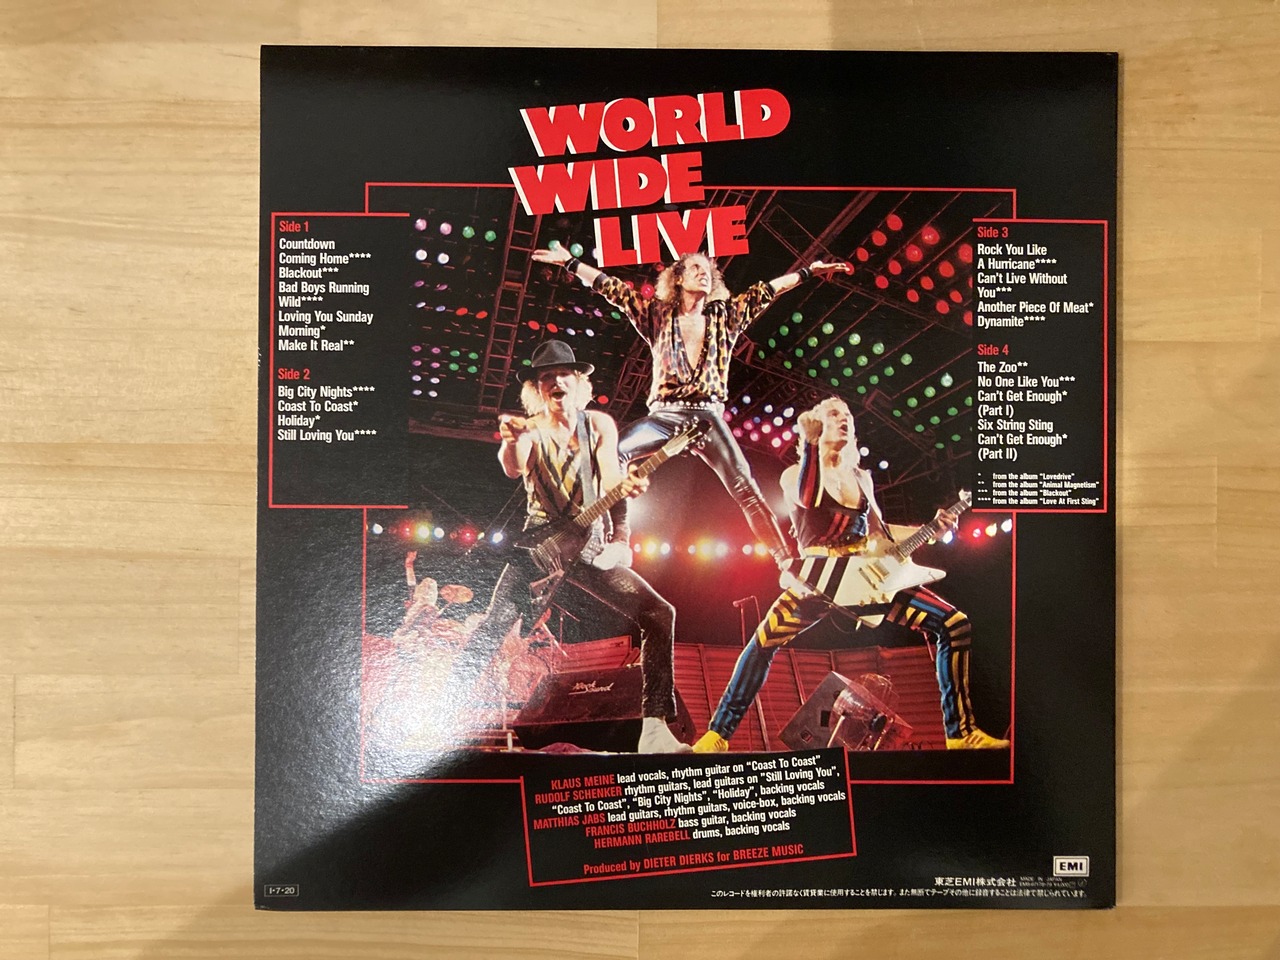 WORLD
WIDE
LIVE
Side 1
Countdown
Coming Home****
Blackout***
Bad Boys Running
Wild****
Loving You Sunday
Morning*
Make It Real**
Side 2
Big City Nights****
Coast To Coast*
Holiday*
Still Loving You****
Side 3
Rock You Like
A Hurricane****
Can't Live Without
You***
Another Piece Of Meat*
Dynamite****
Side 4
The Zoo**
No One Like You***
Can't Get Enough*
(Part I)
Six String Sting
Can't Get Enough*
(Part II)
* from the album "Lovedrive"
** from the album "Animal Magnetism"
*** from the album "Blackout"
**** from the album "Love At First Sting"
KLAUS MEINE lead vocals, rhythm guitar on "Coast To Coast"
RUDOLF SCHENKER rhythm guitars, lead guitars on "Still Loving You",
"Coast To Coast", "Big City Nights", "Holiday", backing vocals
MATTHIAS JABS lead guitars, rhythm guitars, voice-box, backing vocals
FRANCIS BUCHHOLZ bass guitar, backing vocals
HERMANN RAREBELL drums, backing vocals
Produced by DIETER DIERKS for BREEZE MUSIC
EMI
東芝EMI株式会社 MADE IN JAPAN
このレコードを権利者の許諾なく賃貸業に使用することを禁じます。また無断でテープその他に録音することは法律で禁じられています。
I·7·20